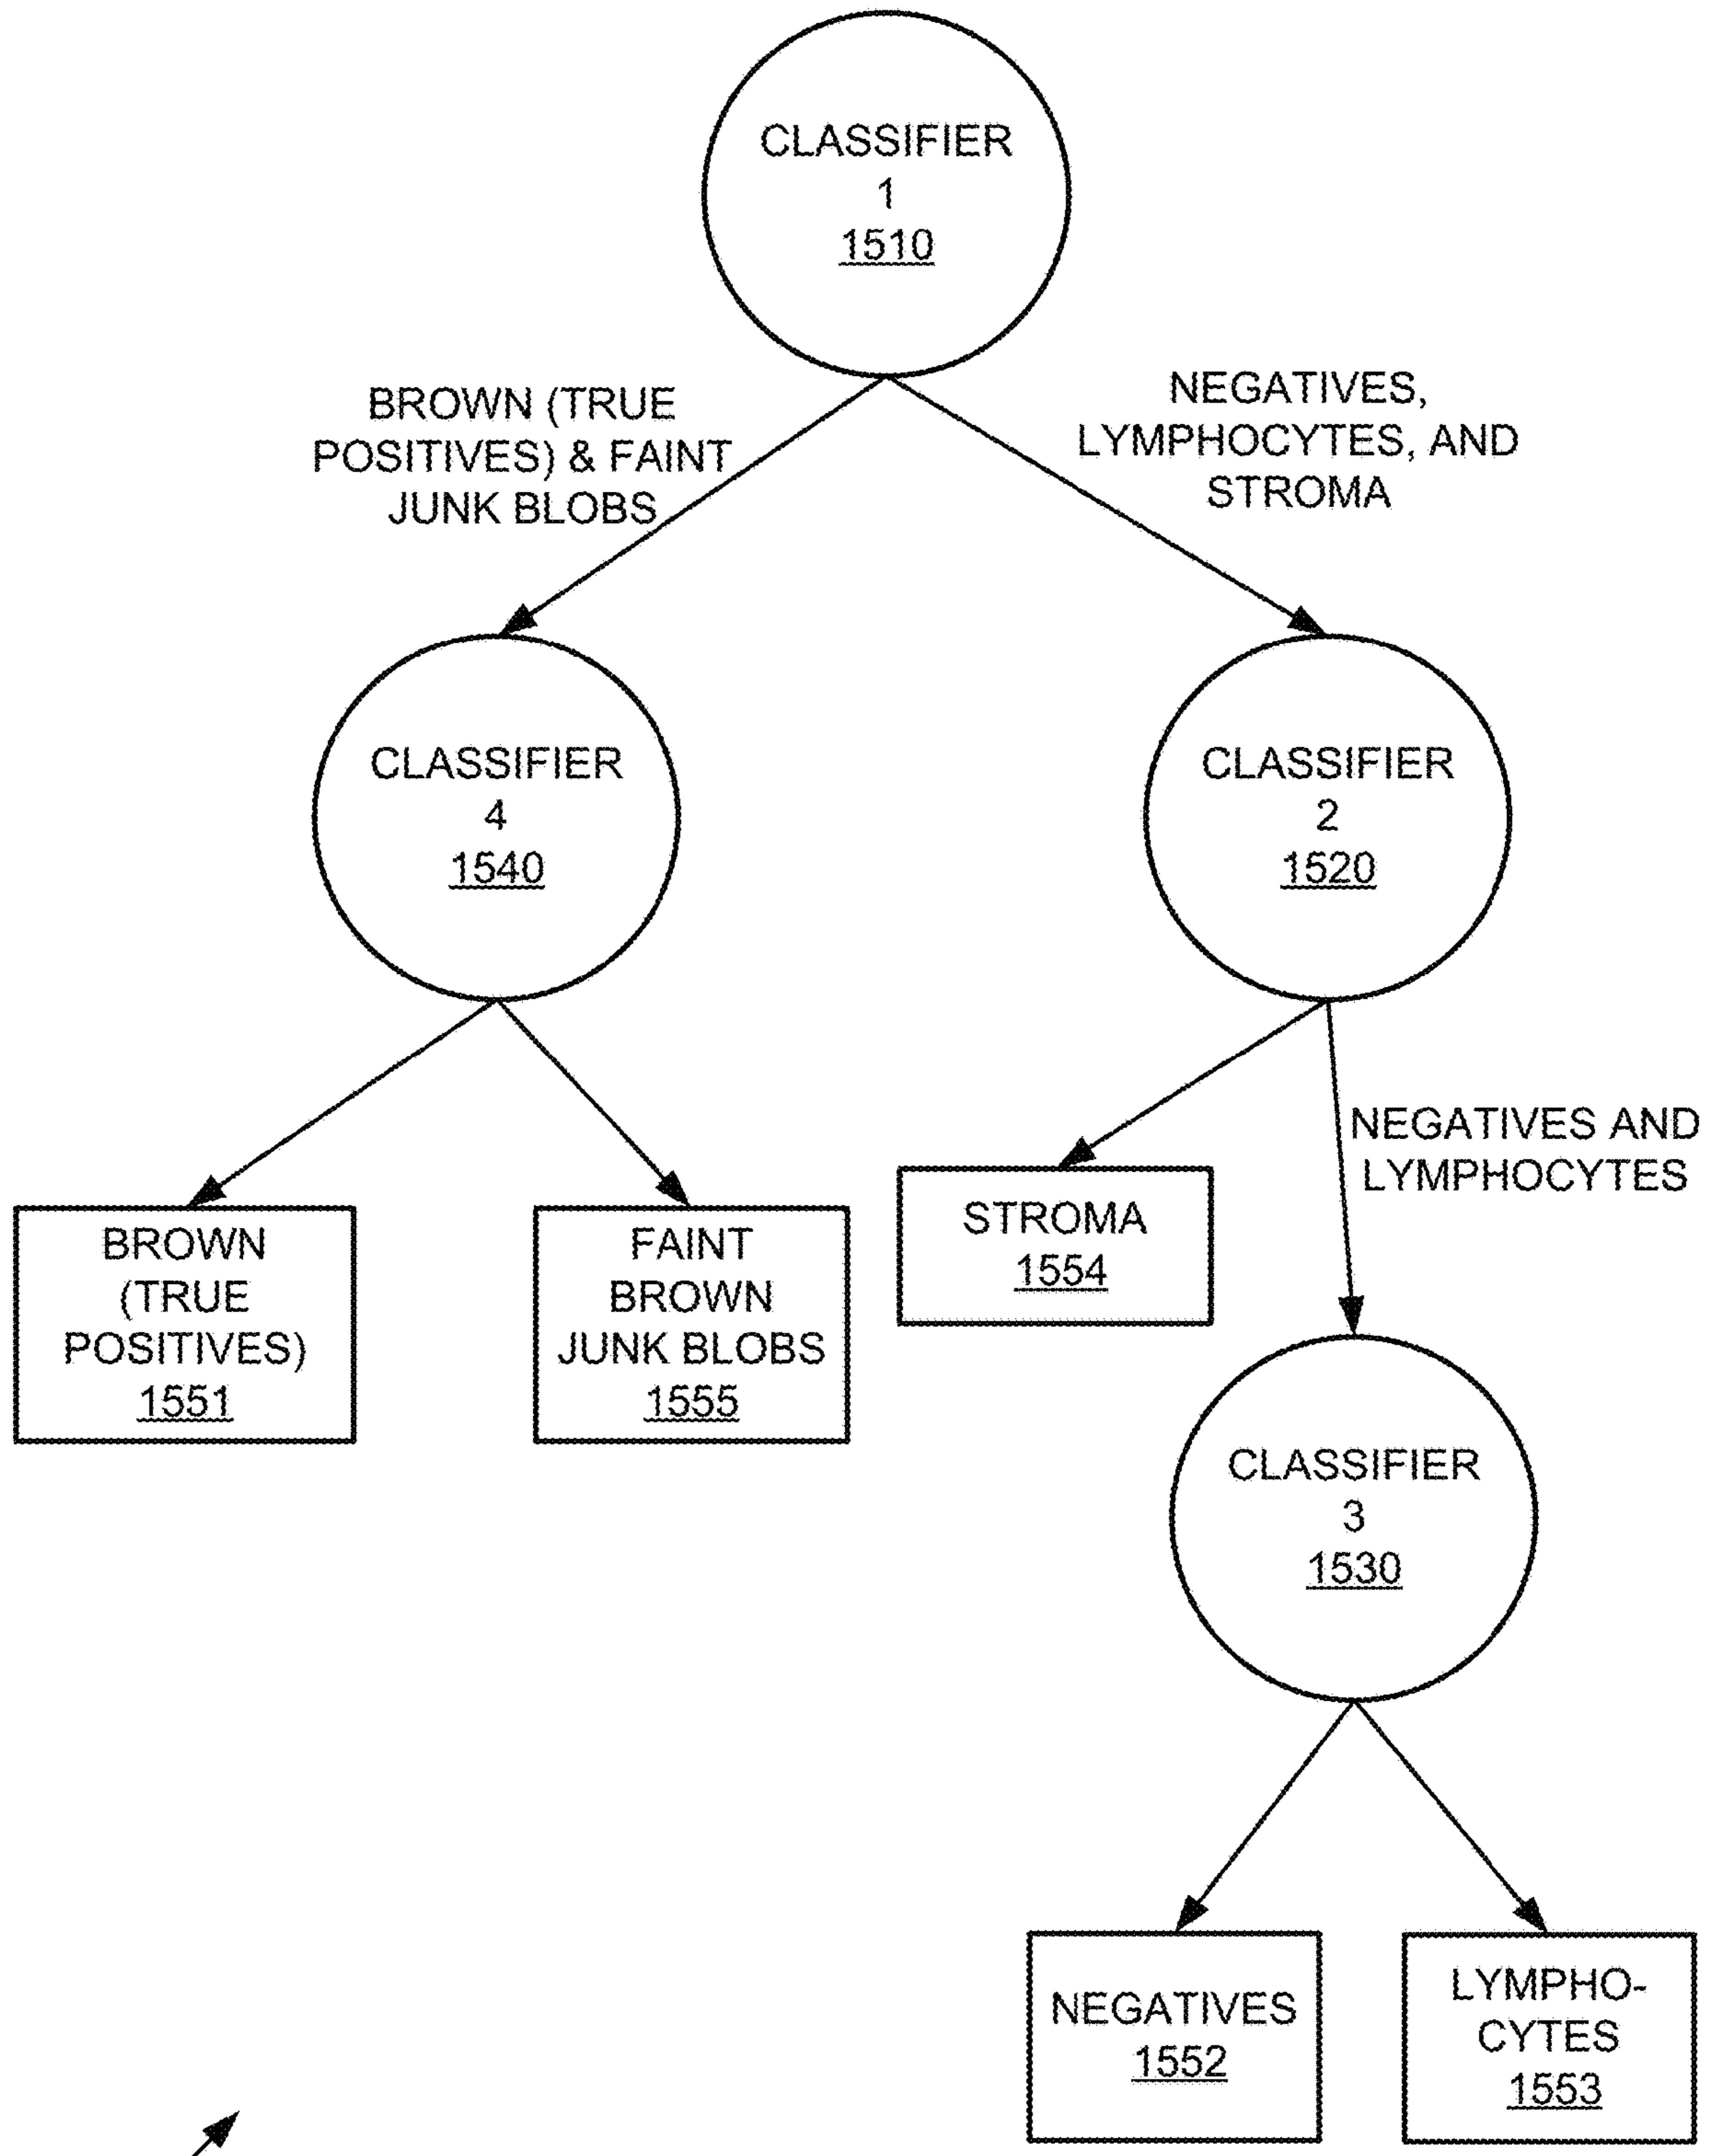 CLASSIFIER
1
1510
BROWN (TRUE
POSITIVES) & FAINT
JUNK BLOBS
NEGATIVES,
LYMPHOCYTES, AND
STROMA
CLASSIFIER
4
1540
CLASSIFIER
2
1520
BROWN
(TRUE
POSITIVES)
1551
FAINT
BROWN
JUNK BLOBS
1555
STROMA
1554
NEGATIVES AND
LYMPHOCYTES
CLASSIFIER
3
1530
NEGATIVES
1552
LYMPHO-
CYTES
1553